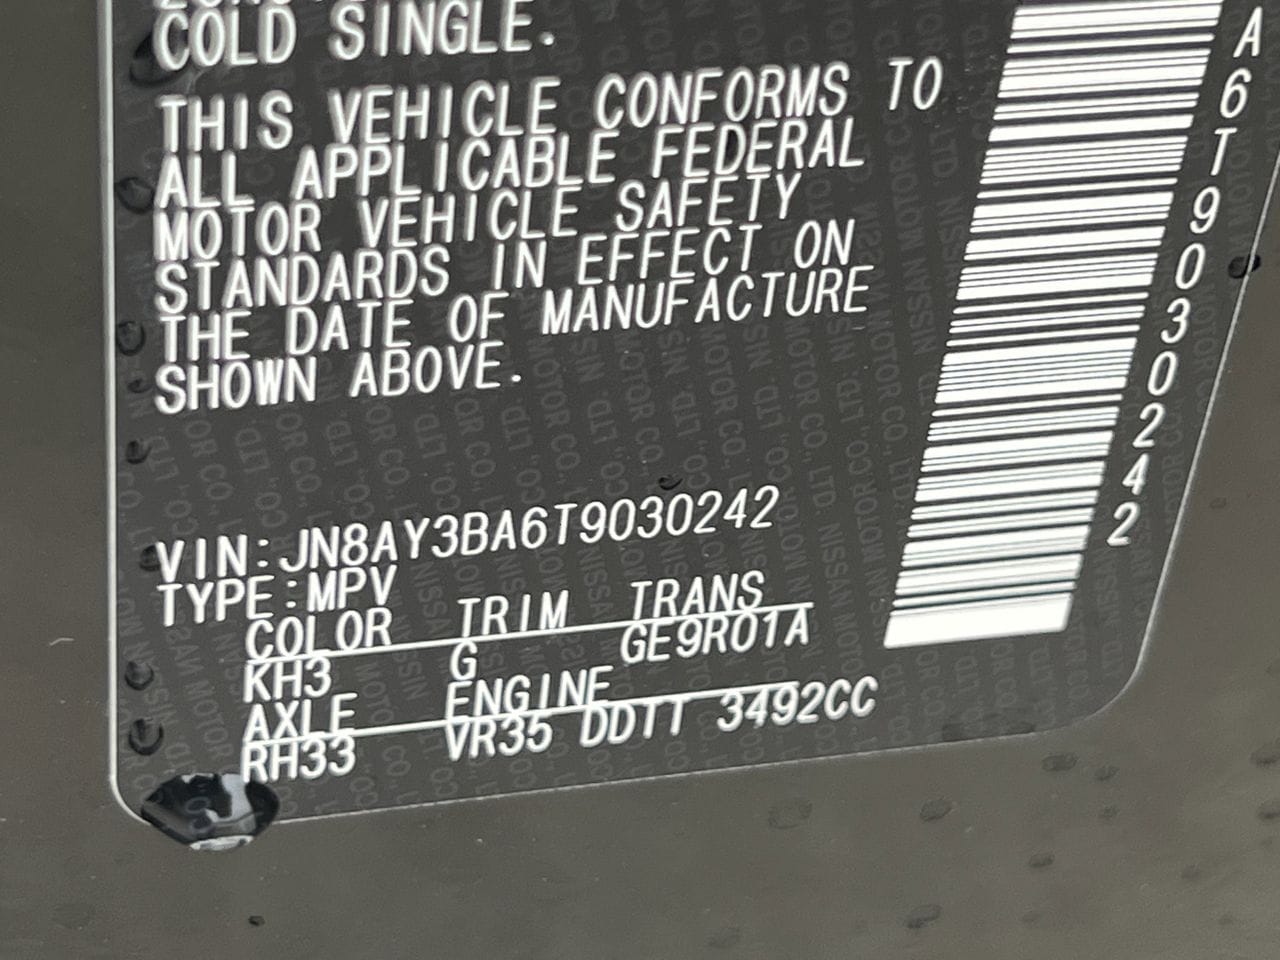 COLD SINGLE.
THIS VEHICLE CONFORMS TO
ALL APPLICABLE FEDERAL
MOTOR VEHICLE SAFETY
STANDARDS IN EFFECT ON
THE DATE OF MANUFACTURE
SHOWN ABOVE.
VIN:JN8AY3BA6T9030242
TYPE:MPV
COLOR TRIM TRANS
KH3 G GE9R01A
AXLE ENGINE
RH33 VR35 DDTT 3492CC
A6T9030242